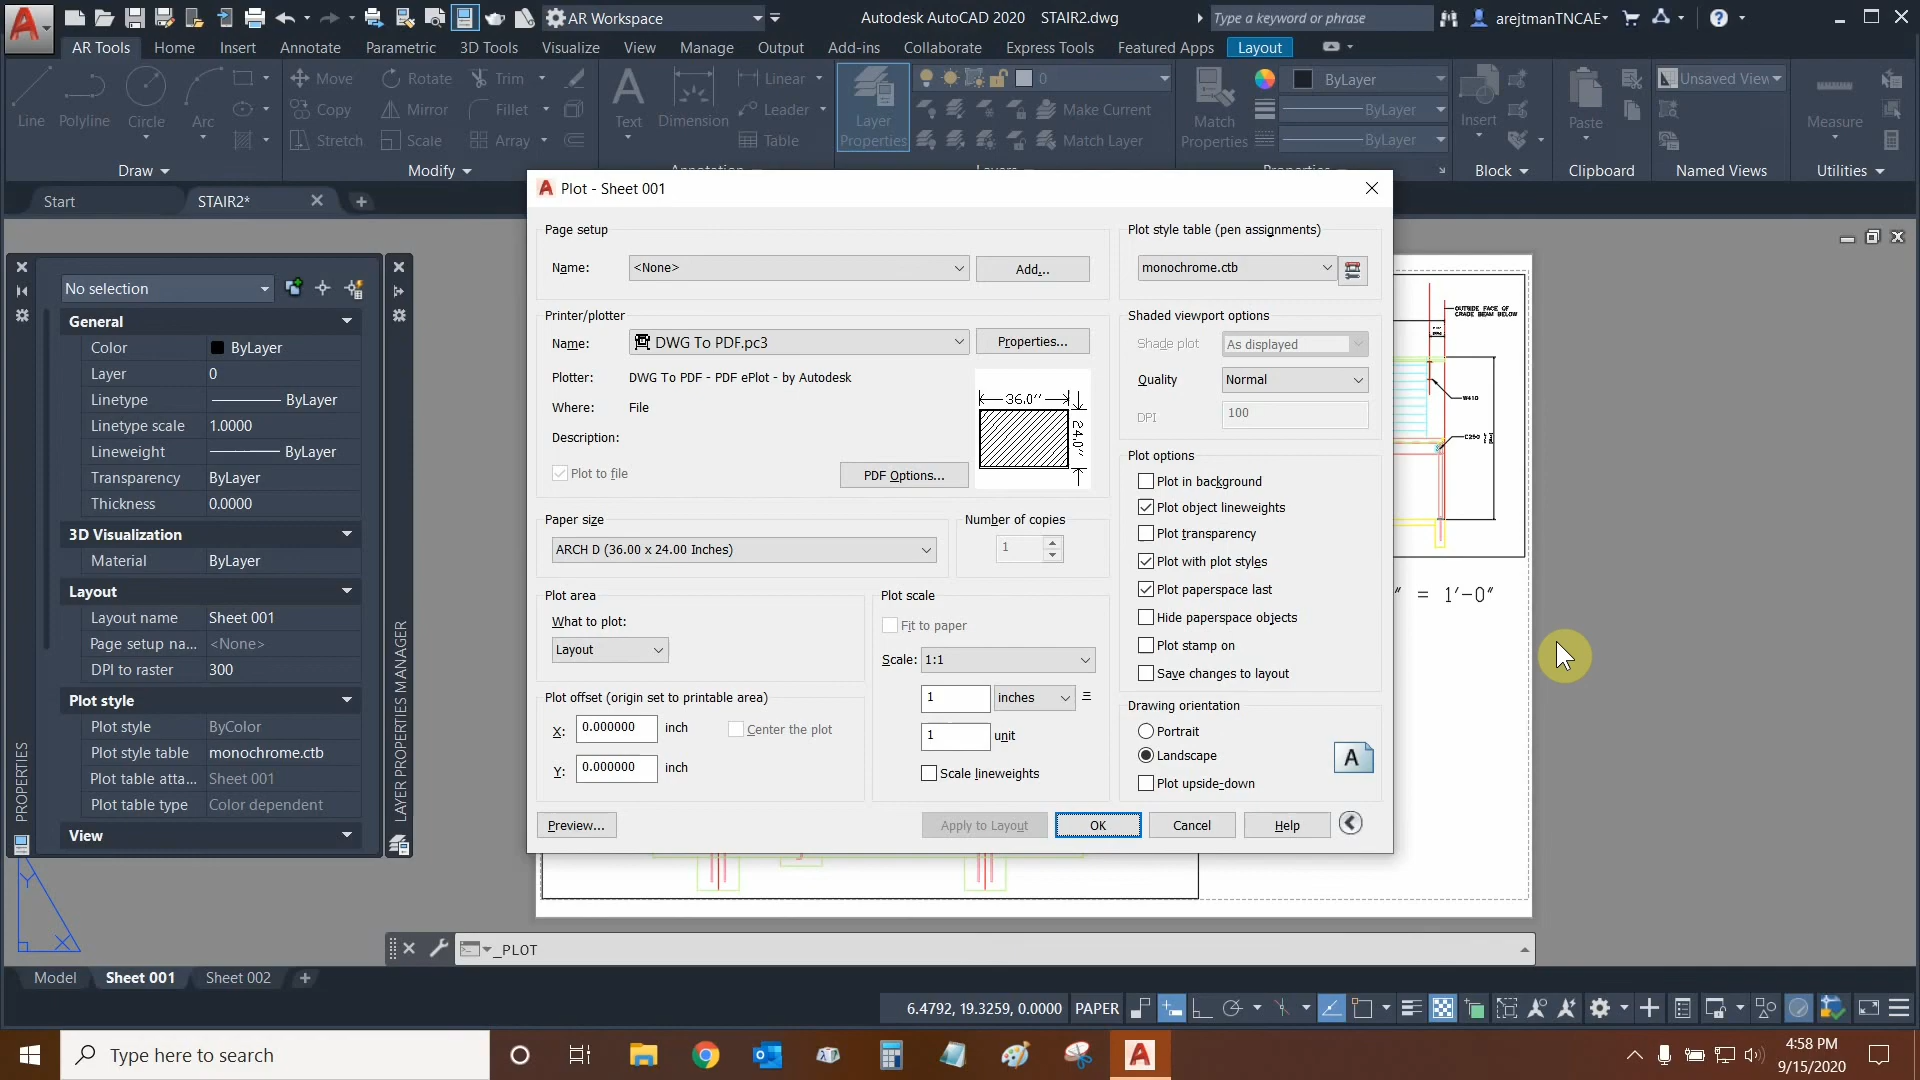 AR Workspace
Autodesk AutoCAD 2020 STAIR2.dwg
Type a keyword or phrase
arejtmanTNCAE
AR Tools Home Insert Annotate Parametric 3D Tools Visualize View Manage Output Add-ins Collaborate Express Tools Featured Apps Layout
Line Polyline Circle Arc
Move Rotate Trim
Copy Mirror Fillet
Stretch Scale Array
Text Dimension
Linear
Leader
Table
Layer Properties
0
Make Current
Match Layer
Match Properties
ByLayer
ByLayer
ByLayer
Insert
Paste
Unsaved View
Measure
Draw Modify Block Clipboard Named Views Utilities
Start STAIR2*
PROPERTIES
No selection
General
Color ByLayer
Layer 0
Linetype ByLayer
Linetype scale 1.0000
Lineweight ByLayer
Transparency ByLayer
Thickness 0.0000
3D Visualization
Material ByLayer
Layout
Layout name Sheet 001
Page setup na... <None>
DPI to raster 300
Plot style
Plot style ByColor
Plot style table monochrome.ctb
Plot table atta... Sheet 001
Plot table type Color dependent
View
LAYER PROPERTIES MANAGER
Plot - Sheet 001
Page setup
Name: <None> Add...
Printer/plotter
Name: DWG To PDF.pc3 Properties...
Plotter: DWG To PDF - PDF ePlot - by Autodesk
Where: File
Description:
Plot to file PDF Options...
36.0″
24.0″
Paper size
ARCH D (36.00 x 24.00 Inches)
Number of copies
1
Plot area
What to plot:
Layout
Plot scale
Fit to paper
Scale: 1:1
1 inches =
1 unit
Scale lineweights
Plot offset (origin set to printable area)
X: 0.000000 inch Center the plot
Y: 0.000000 inch
Plot style table (pen assignments)
monochrome.ctb
Shaded viewport options
Shade plot As displayed
Quality Normal
DPI 100
Plot options
Plot in background
Plot object lineweights
Plot transparency
Plot with plot styles
Plot paperspace last
Hide paperspace objects
Plot stamp on
Save changes to layout
Drawing orientation
Portrait
Landscape
Plot upside-down
A
Preview... Apply to Layout OK Cancel Help
OUTSIDE FACE OF
GRADE BEAM BELOW
W410
″ = 1′-0″
Y
X
_PLOT
Model Sheet 001 Sheet 002
6.4792, 19.3259, 0.0000 PAPER
Type here to search
4:58 PM
9/15/2020